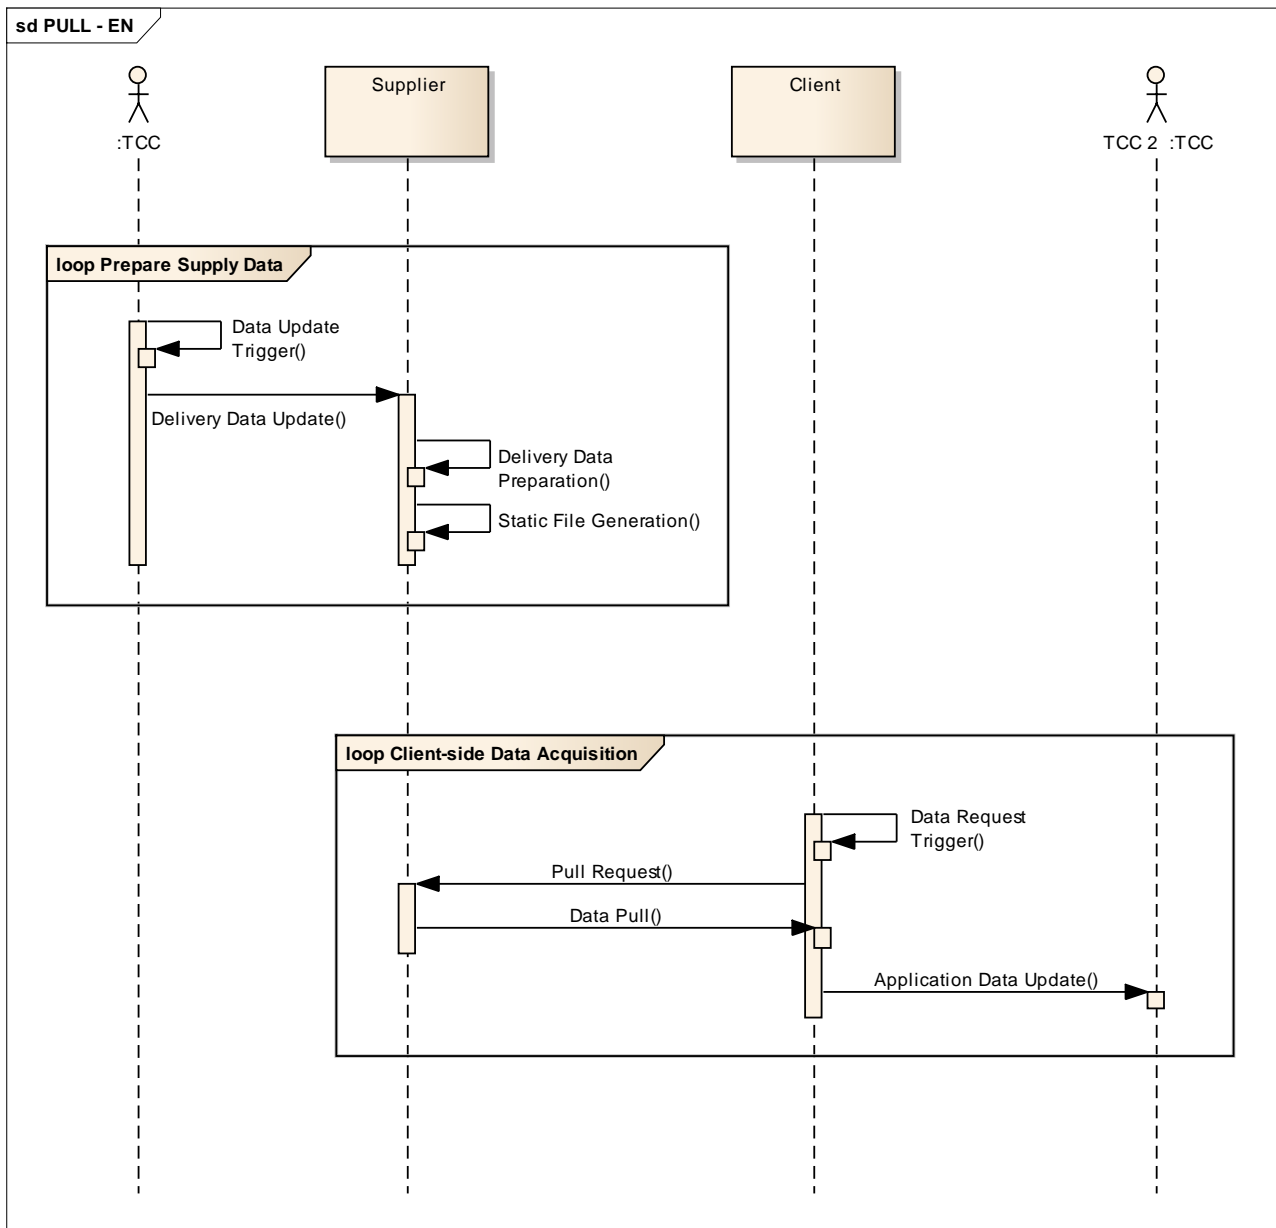 sd PULL - EN
Supplier
Client
:TCC
TCC 2 :TCC
loop Prepare Supply Data
Data Update
Trigger()
Delivery Data Update()
Delivery Data
Preparation()
Static File Generation()
loop Client-side Data Acquisition
Data Request
Trigger()
Pull Request()
Data Pull()
Application Data Update()